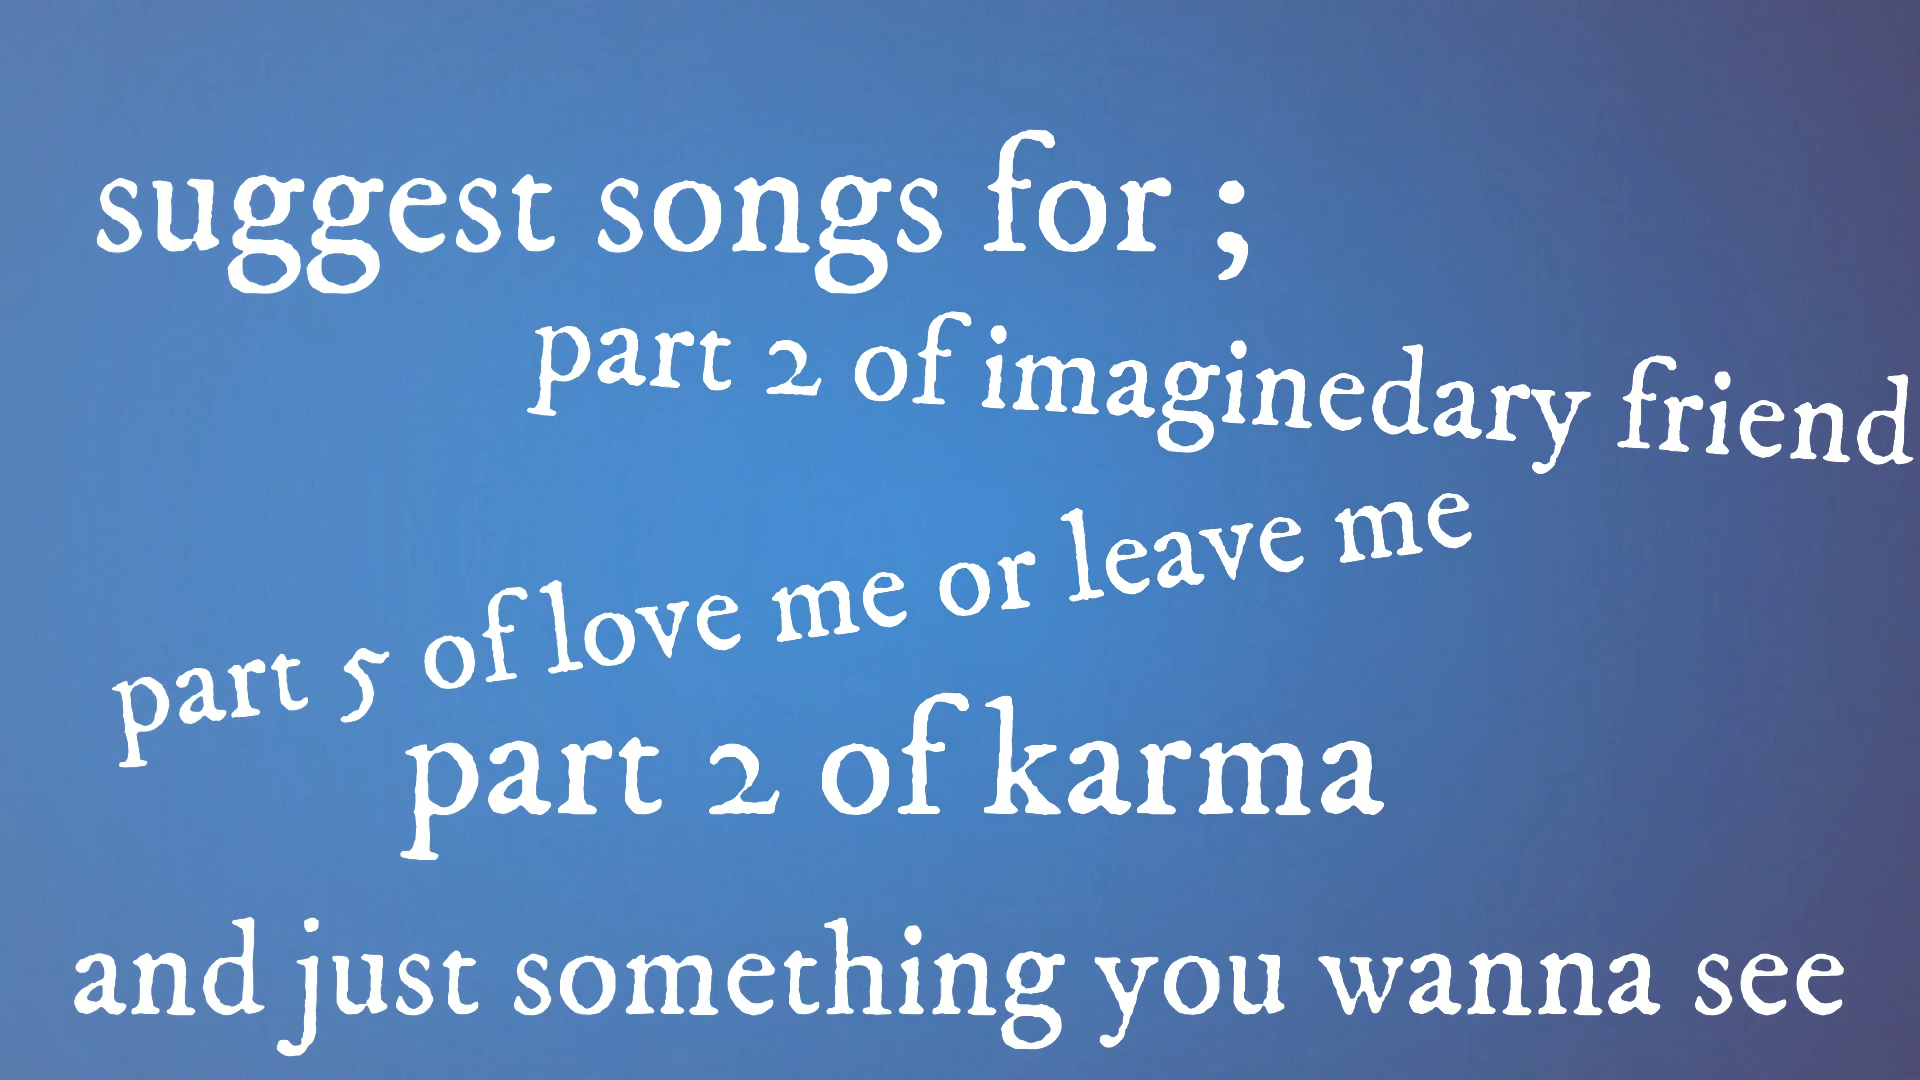 suggest songs for ;
part 2 of imaginedary friend
part 5 of love me or leave me
part 2 of karma
and just something you wanna see